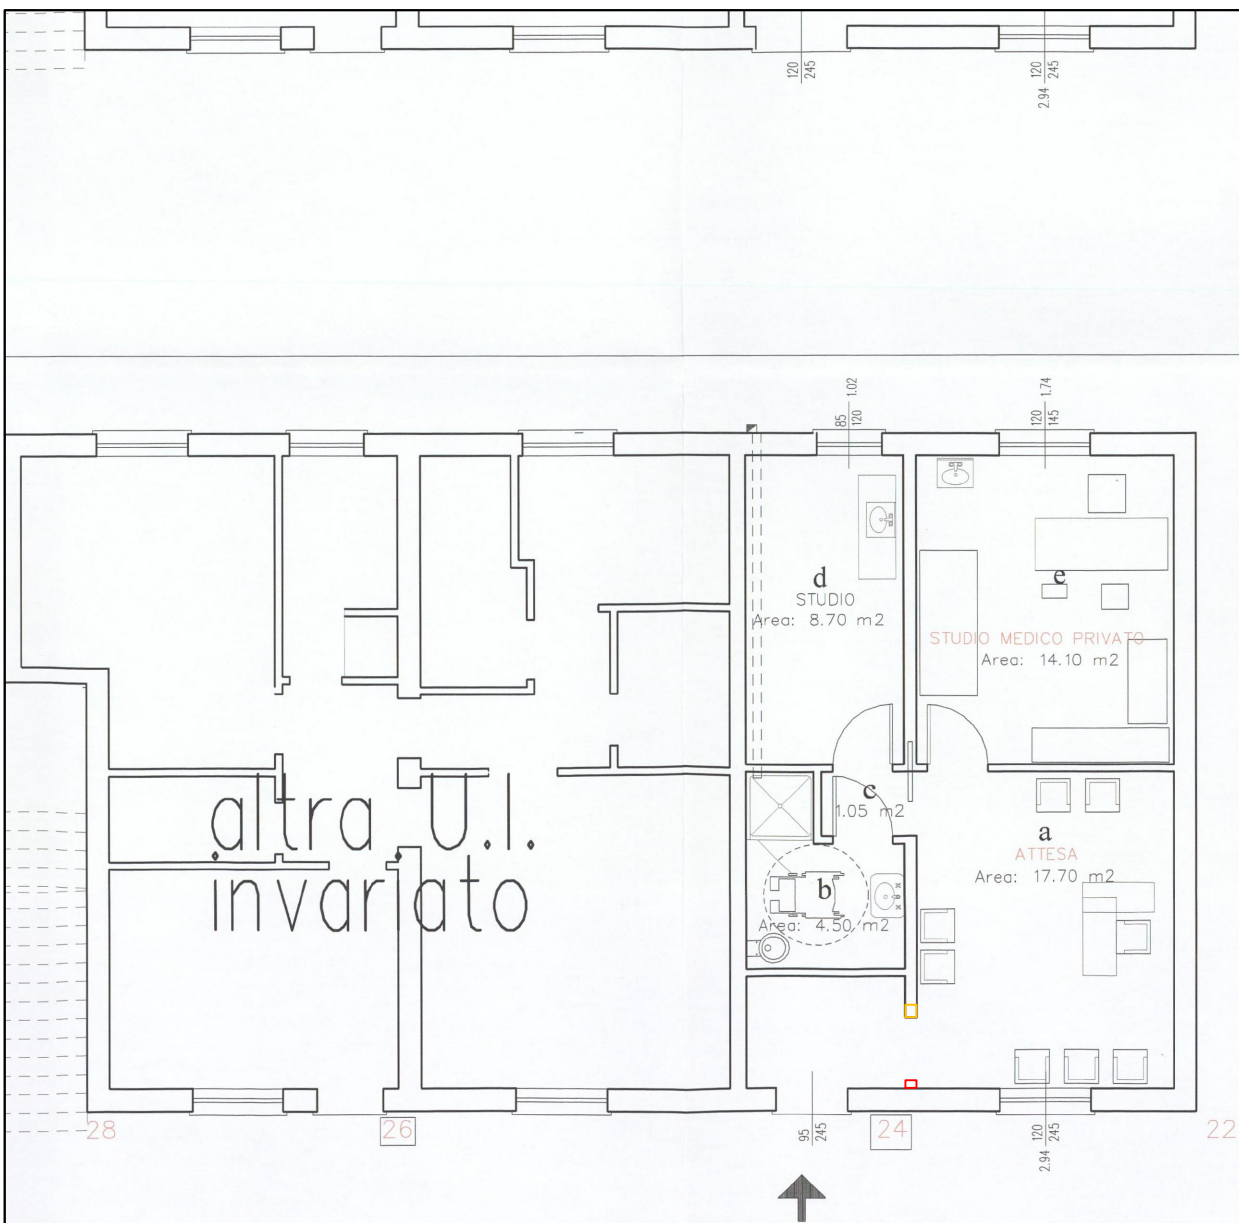 120
245
2.94
120
245
85
120
1.02
120
145
1.74
d
STUDIO
Area: 8.70 m2
e
STUDIO MEDICO PRIVATO
Area: 14.10 m2
c
1.05 m2
a
ATTESA
Area: 17.70 m2
altra U.I.
invariato
b
Area: 4.50 m2
28
26
95
245
24
2.94
120
245
22